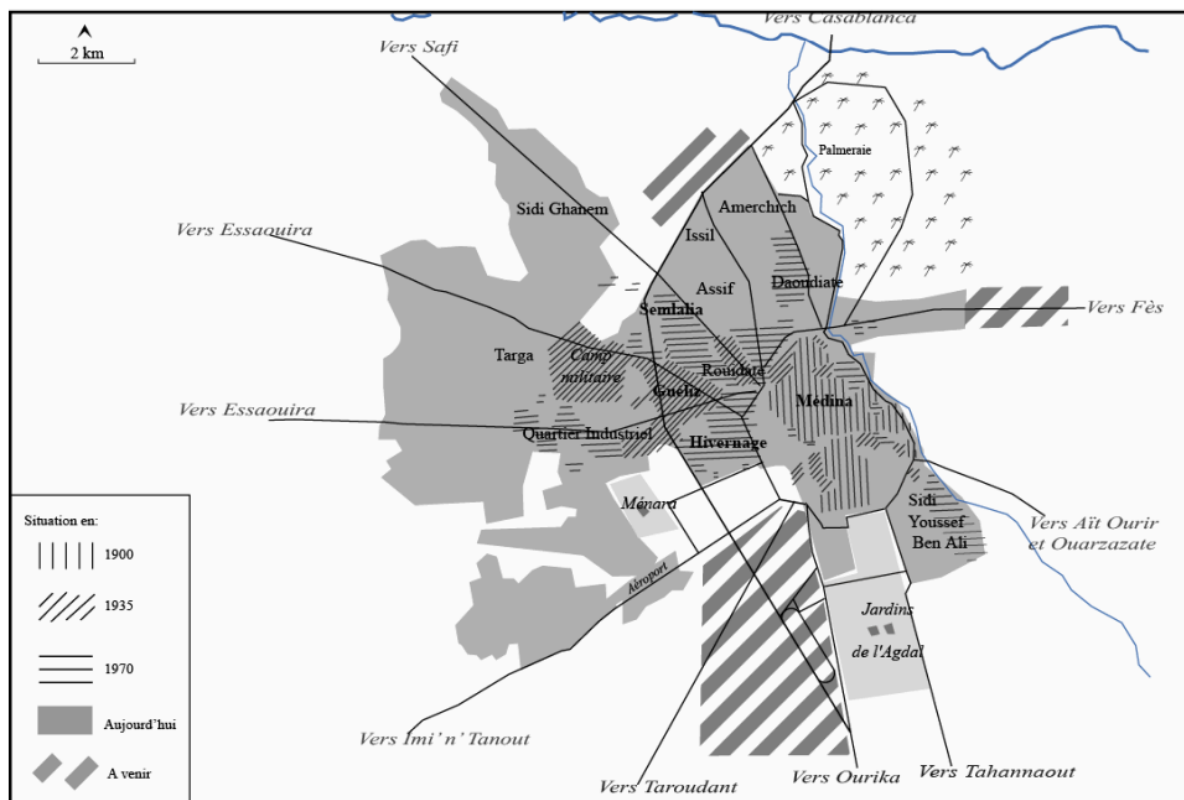 Vers Casablanca
2 km
Vers Safi
Palmeraie
Sidi Ghanem
Amerchich
Vers Essaouira
Issil
Assif
Daoudiate
Semlalia
Vers Fès
Targa
Camp
militaire
Rouidate
Guéliz
Médina
Vers Essaouira
Quartier Industriel
Hivernage
Ménara
Sidi
Youssef
Ben Ali
Vers Aït Ourir
et Ouarzazate
Aéroport
Jardins
de l'Agdal
Vers Imi' n' Tanout
Vers Taroudant
Vers Ourika
Vers Tahannaout
Situation en:
1900
1935
1970
Aujourd'hui
A venir